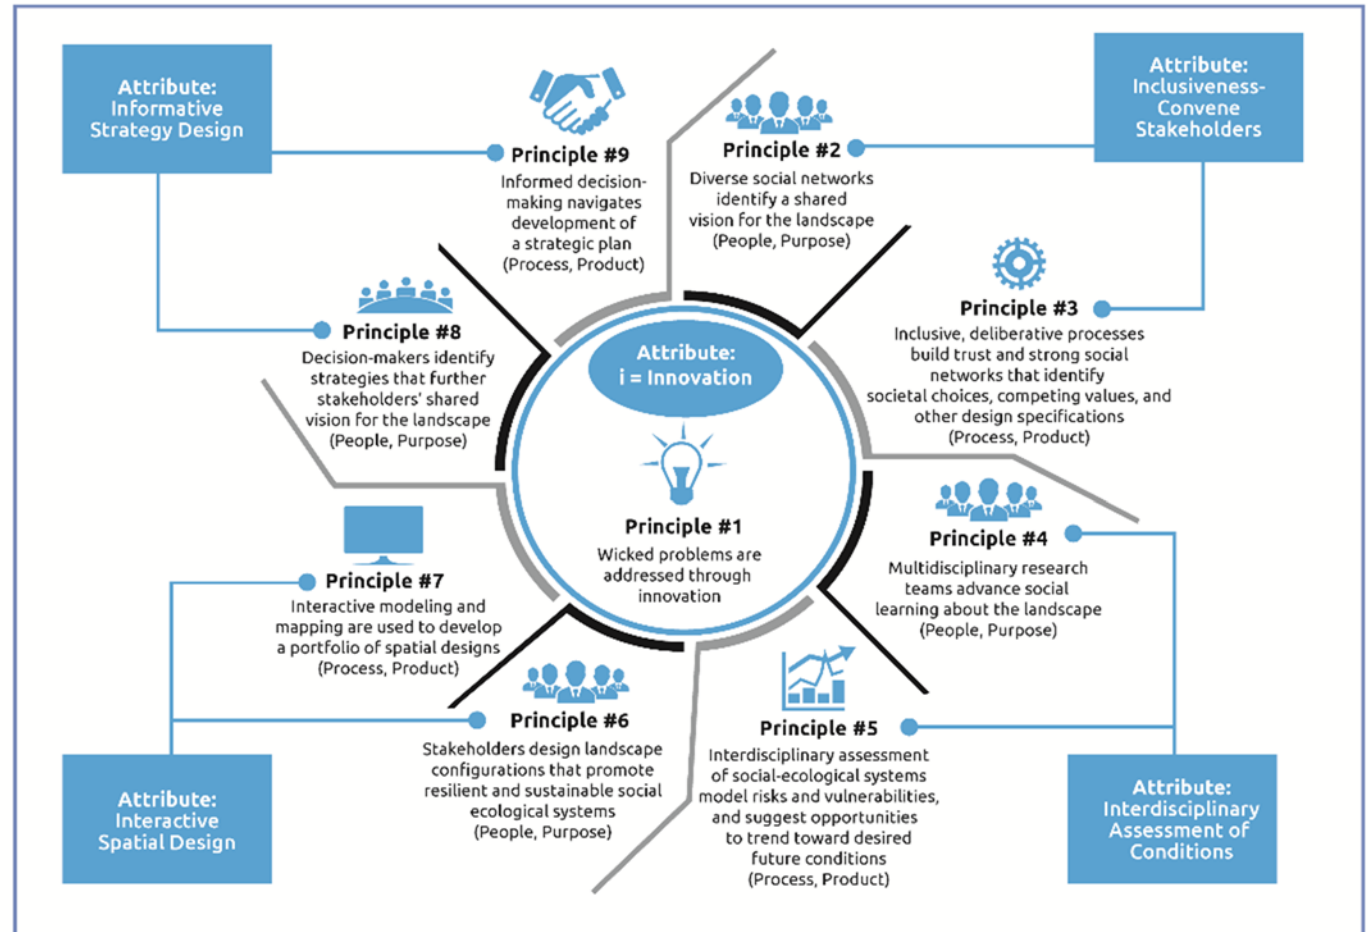 Attribute:
Informative
Strategy Design
Principle #9
Informed decision-
making navigates
development of
a strategic plan
(Process, Product)
Principle #2
Diverse social networks
identify a shared
vision for the landscape
(People, Purpose)
Attribute:
Inclusiveness-
Convene
Stakeholders
Principle #8
Decision-makers identify
strategies that further
stakeholders’ shared
vision for the landscape
(People, Purpose)
Attribute:
i = Innovation
Principle #1
Wicked problems are
addressed through
innovation
Principle #3
Inclusive, deliberative processes
build trust and strong social
networks that identify
societal choices, competing values, and
other design specifications
(Process, Product)
Principle #7
Interactive modeling and
mapping are used to develop
a portfolio of spatial designs
(Process, Product)
Principle #4
Multidisciplinary research
teams advance social
learning about the landscape
(People, Purpose)
Attribute:
Interactive
Spatial Design
Principle #6
Stakeholders design landscape
configurations that promote
resilient and sustainable social
ecological systems
(People, Purpose)
Principle #5
Interdisciplinary assessment
of social-ecological systems
model risks and vulnerabilities,
and suggest opportunities
to trend toward desired
future conditions
(Process, Product)
Attribute:
Interdisciplinary
Assessment of
Conditions